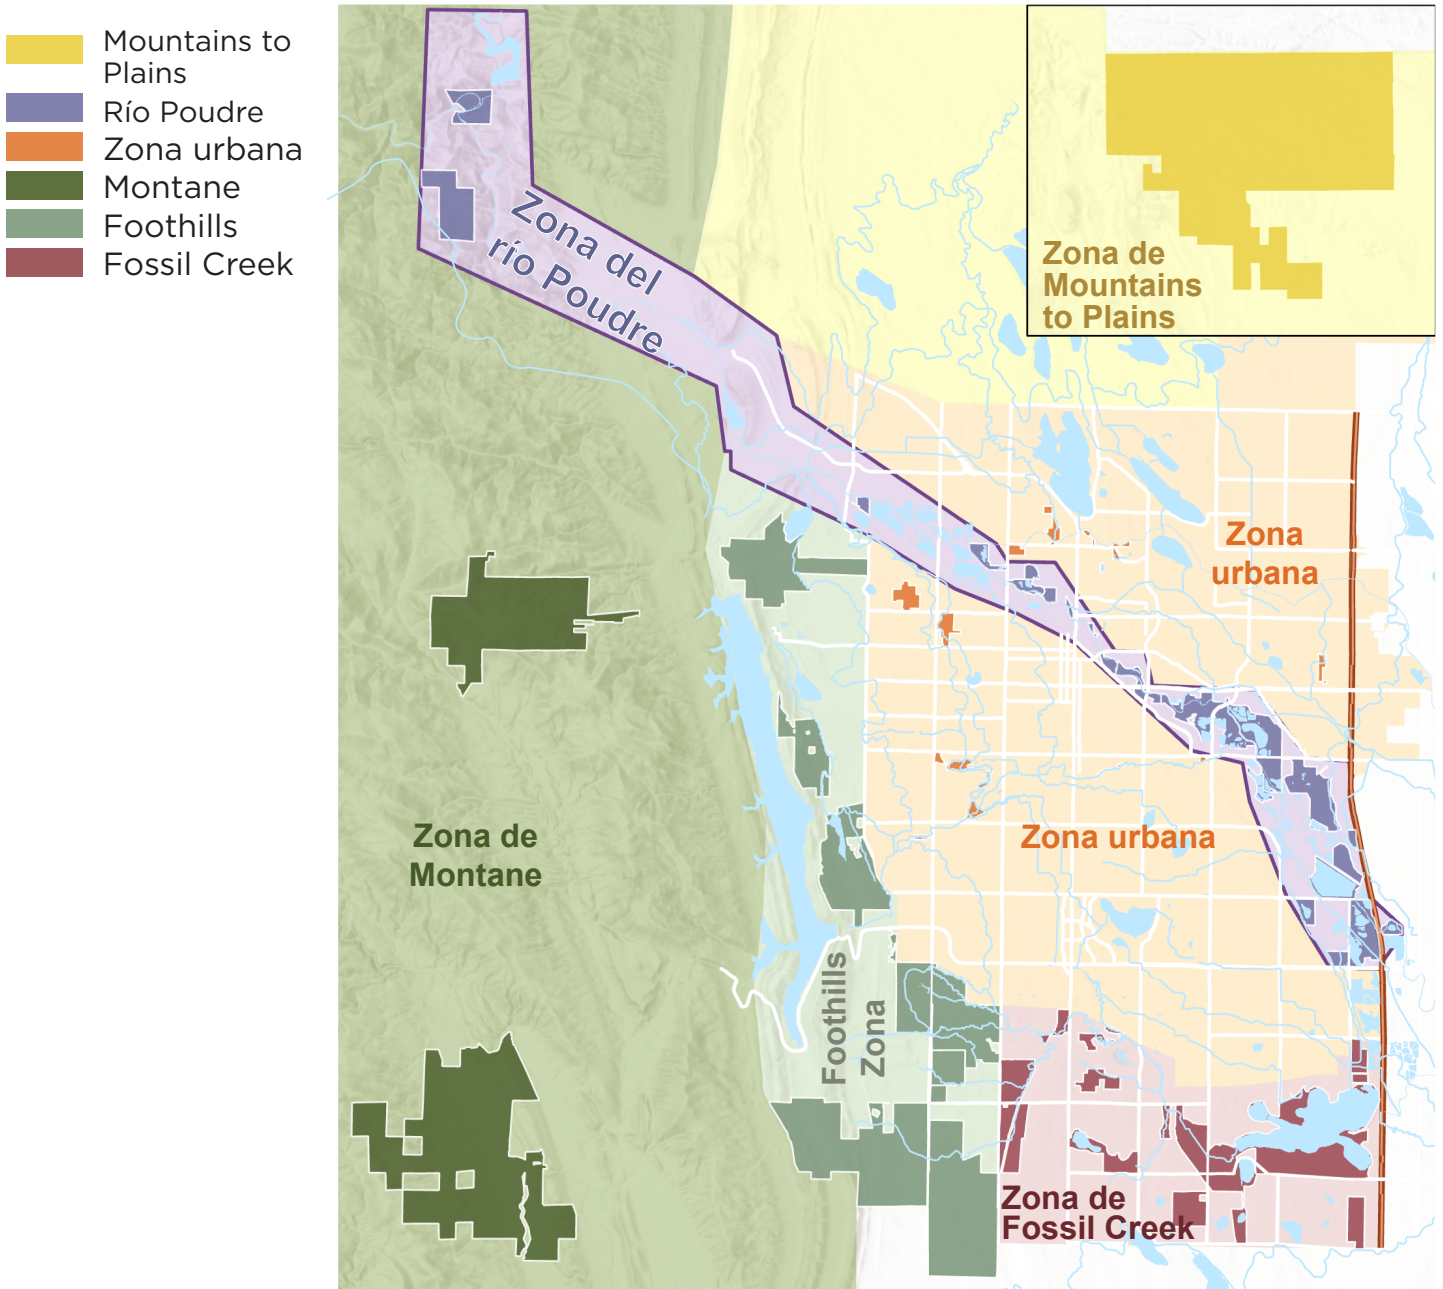 Mountains to
Plains
Río Poudre
Zona urbana
Montane
Foothills
Fossil Creek
Zona del
río Poudre
Zona de
Mountains
to Plains
Zona
urbana
Zona urbana
Zona de
Montane
Foothills
Zona
Zona de
Fossil Creek